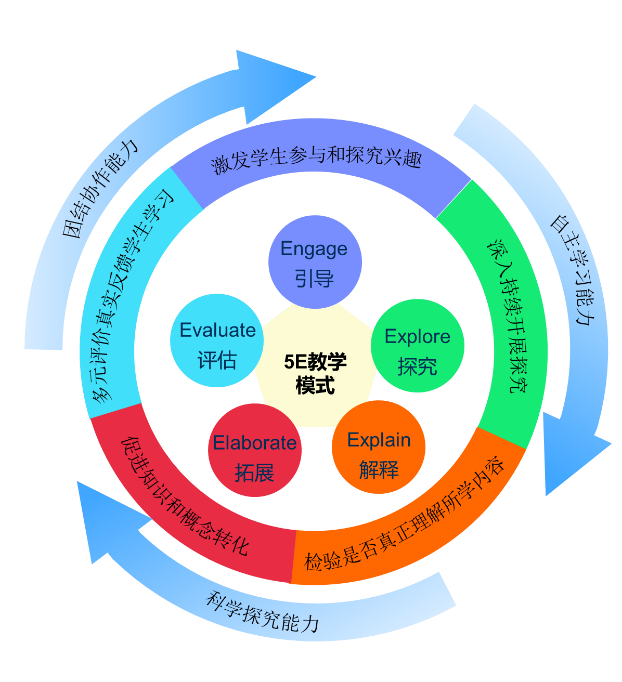 团结协作能力
自主学习能力
科学探究能力
激发学生参与和探究兴趣
深入持续开展探究
检验是否真正理解所学内容
促进知识和概念转化
多元评价真实反馈学生学习
Engage
引导
Explore
探究
Explain
解释
Elaborate
拓展
Evaluate
评估
5E教学
模式